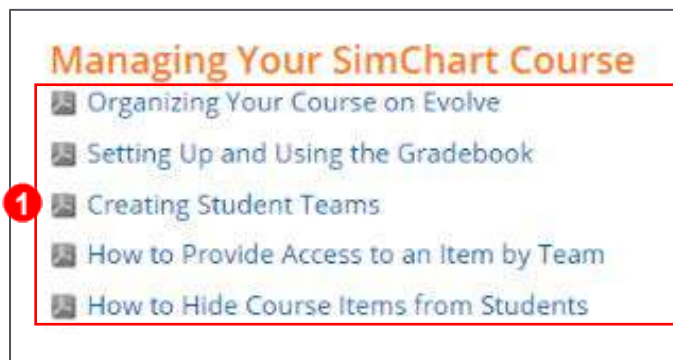 Managing Your SimChart Course
Organizing Your Course on Evolve
Setting Up and Using the Gradebook
1
Creating Student Teams
How to Provide Access to an Item by Team
How to Hide Course Items from Students